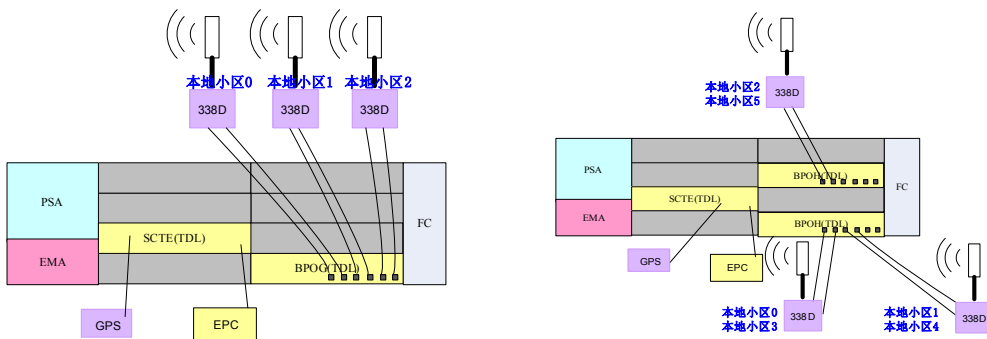 本地小区0
本地小区1
本地小区2
338D
338D
338D
PSA
EMA
SCTE(TDL)
BPOG(TDL)
FC
GPS
EPC
本地小区2
本地小区5
338D
PSA
EMA
SCTE(TDL)
BPOH(TDL)
BPOH(TDL)
FC
GPS
EPC
本地小区0
本地小区3
338D
本地小区1
本地小区4
338D